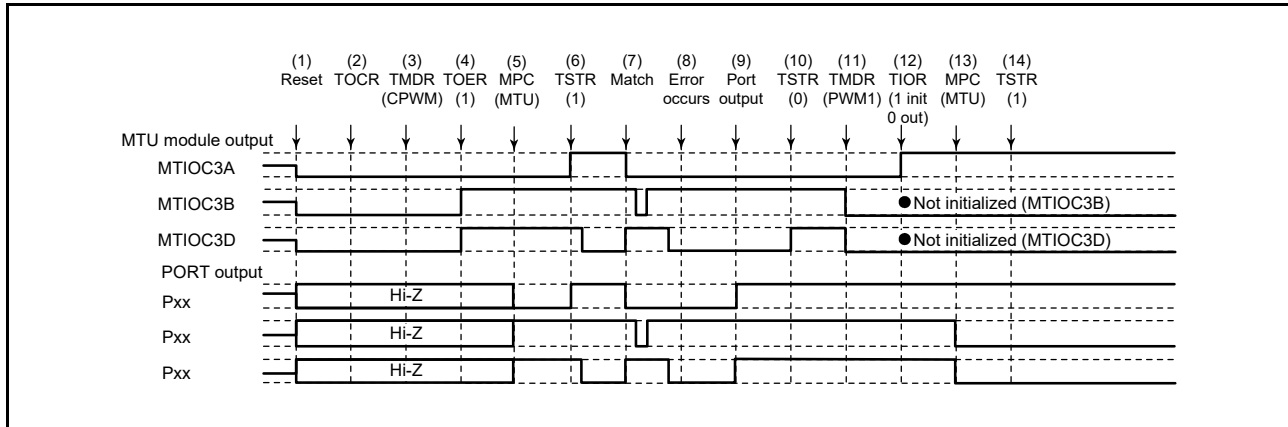 (1) (2) (3) (4) (5) (6) (7) (8) (9) (10) (11) (12) (13) (14)
Reset TOCR TMDR TOER MPC TSTR Match Error Port TSTR TMDR TIOR MPC TSTR
(CPWM) (1) (MTU) (1) occurs output (0) (PWM1) (1 init (MTU) (1)
0 out)
MTU module output
MTIOC3A
MTIOC3B ●Not initialized (MTIOC3B)
MTIOC3D ●Not initialized (MTIOC3D)
PORT output
Pxx Hi-Z
Pxx Hi-Z
Pxx Hi-Z